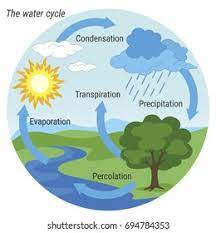 The water cycle
Condensation
Transpiration
Precipitation
Evaporation
Percolation
shutterstock.com • 694784353